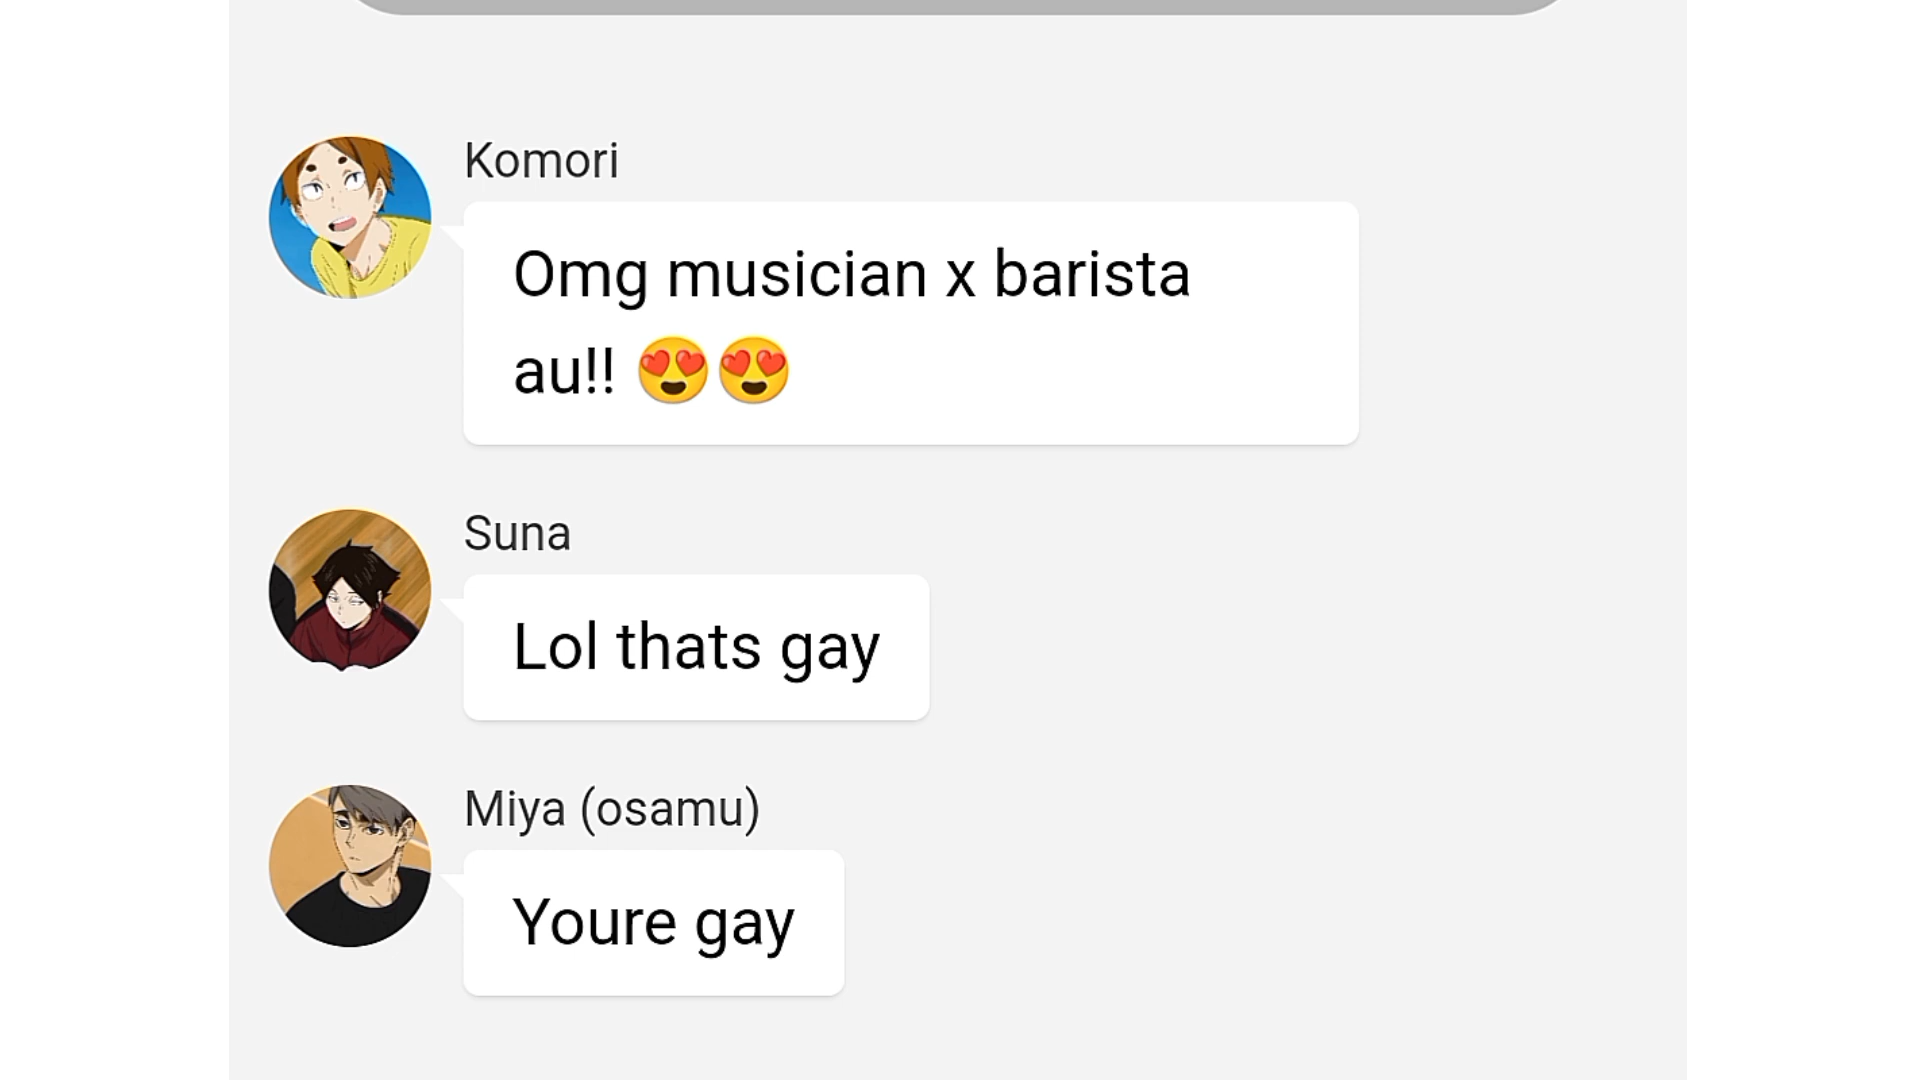 Komori
Omg musician x barista
au!! 😍😍
Suna
Lol thats gay
Miya (osamu)
Youre gay